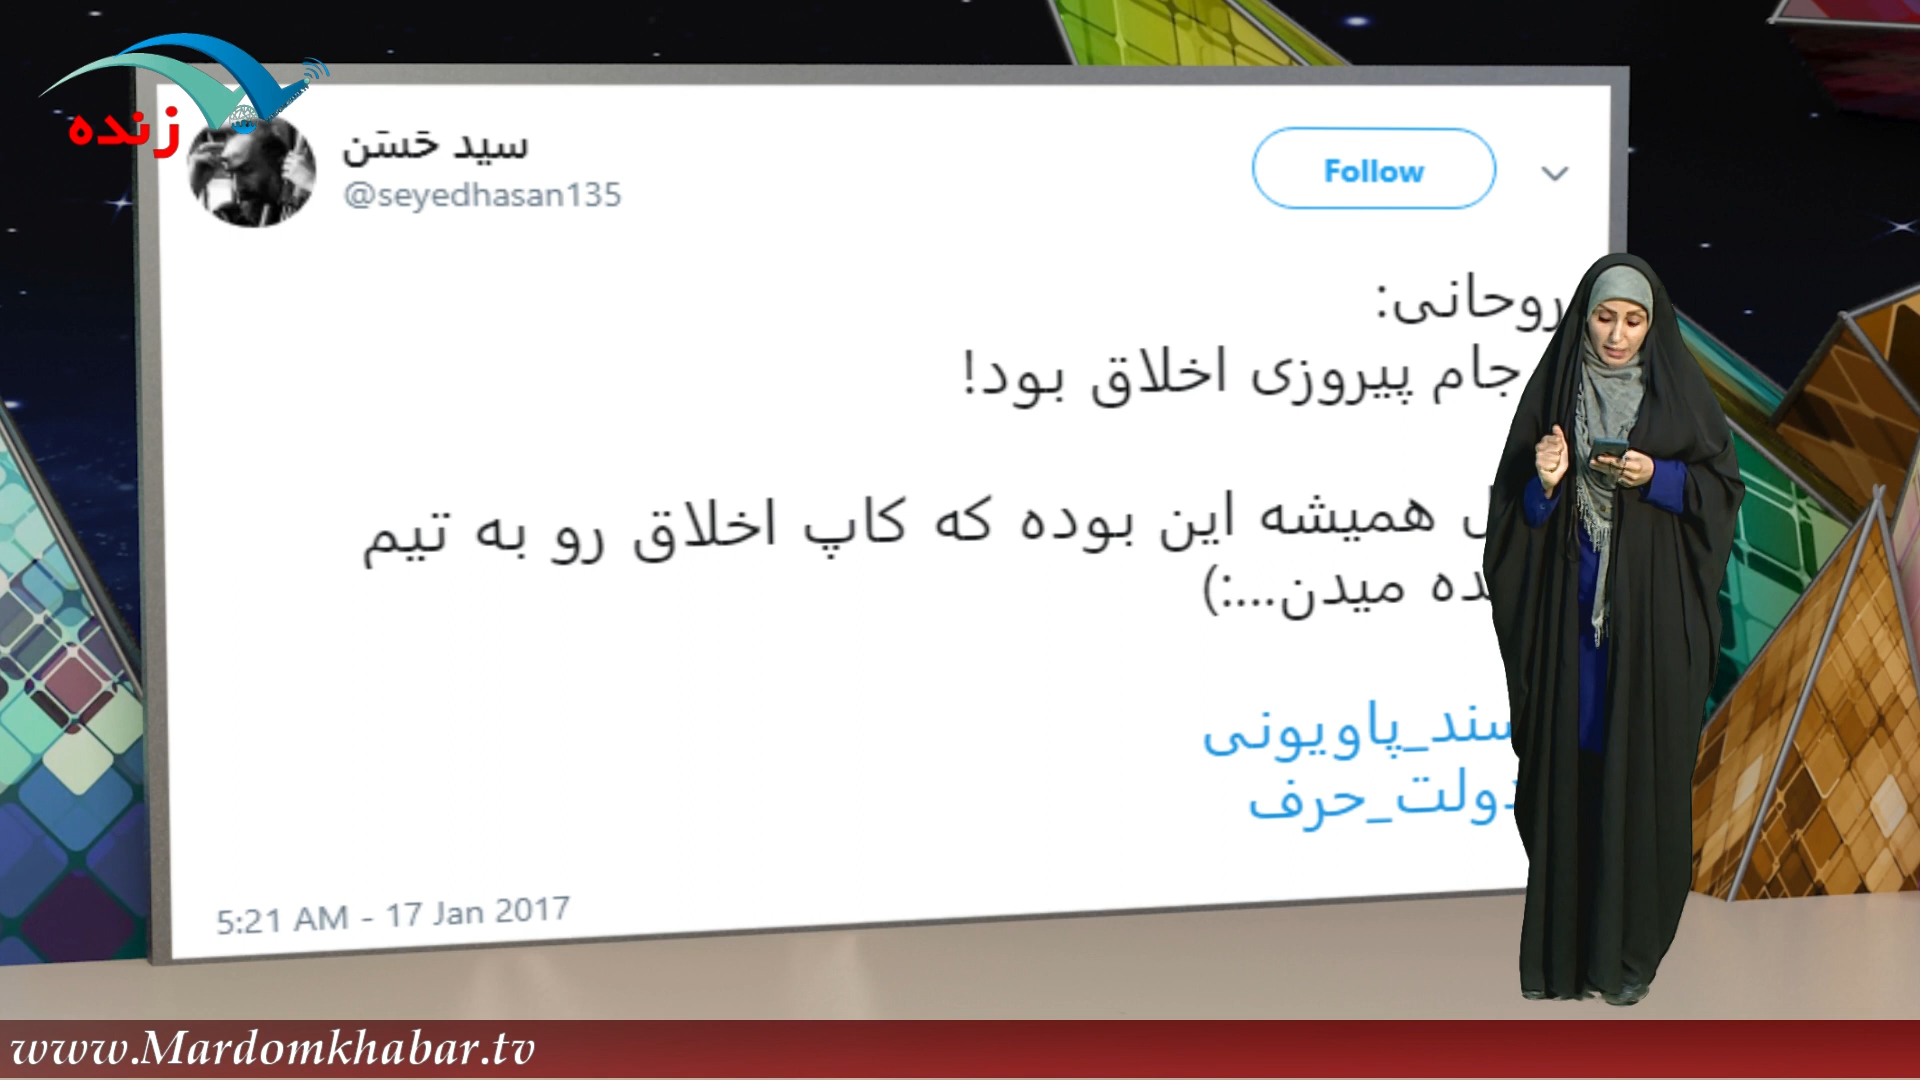 زنده
سید حَسَن
@seyedhasan135
Follow
روحانی:
جام پیروزی اخلاق بود!
همیشه این بوده که کاپ اخلاق رو به تیم
میدن....:)
سند_پاویونی
دولت_حرف
5:21 AM - 17 Jan 2017
www.Mardomkhabar.tv